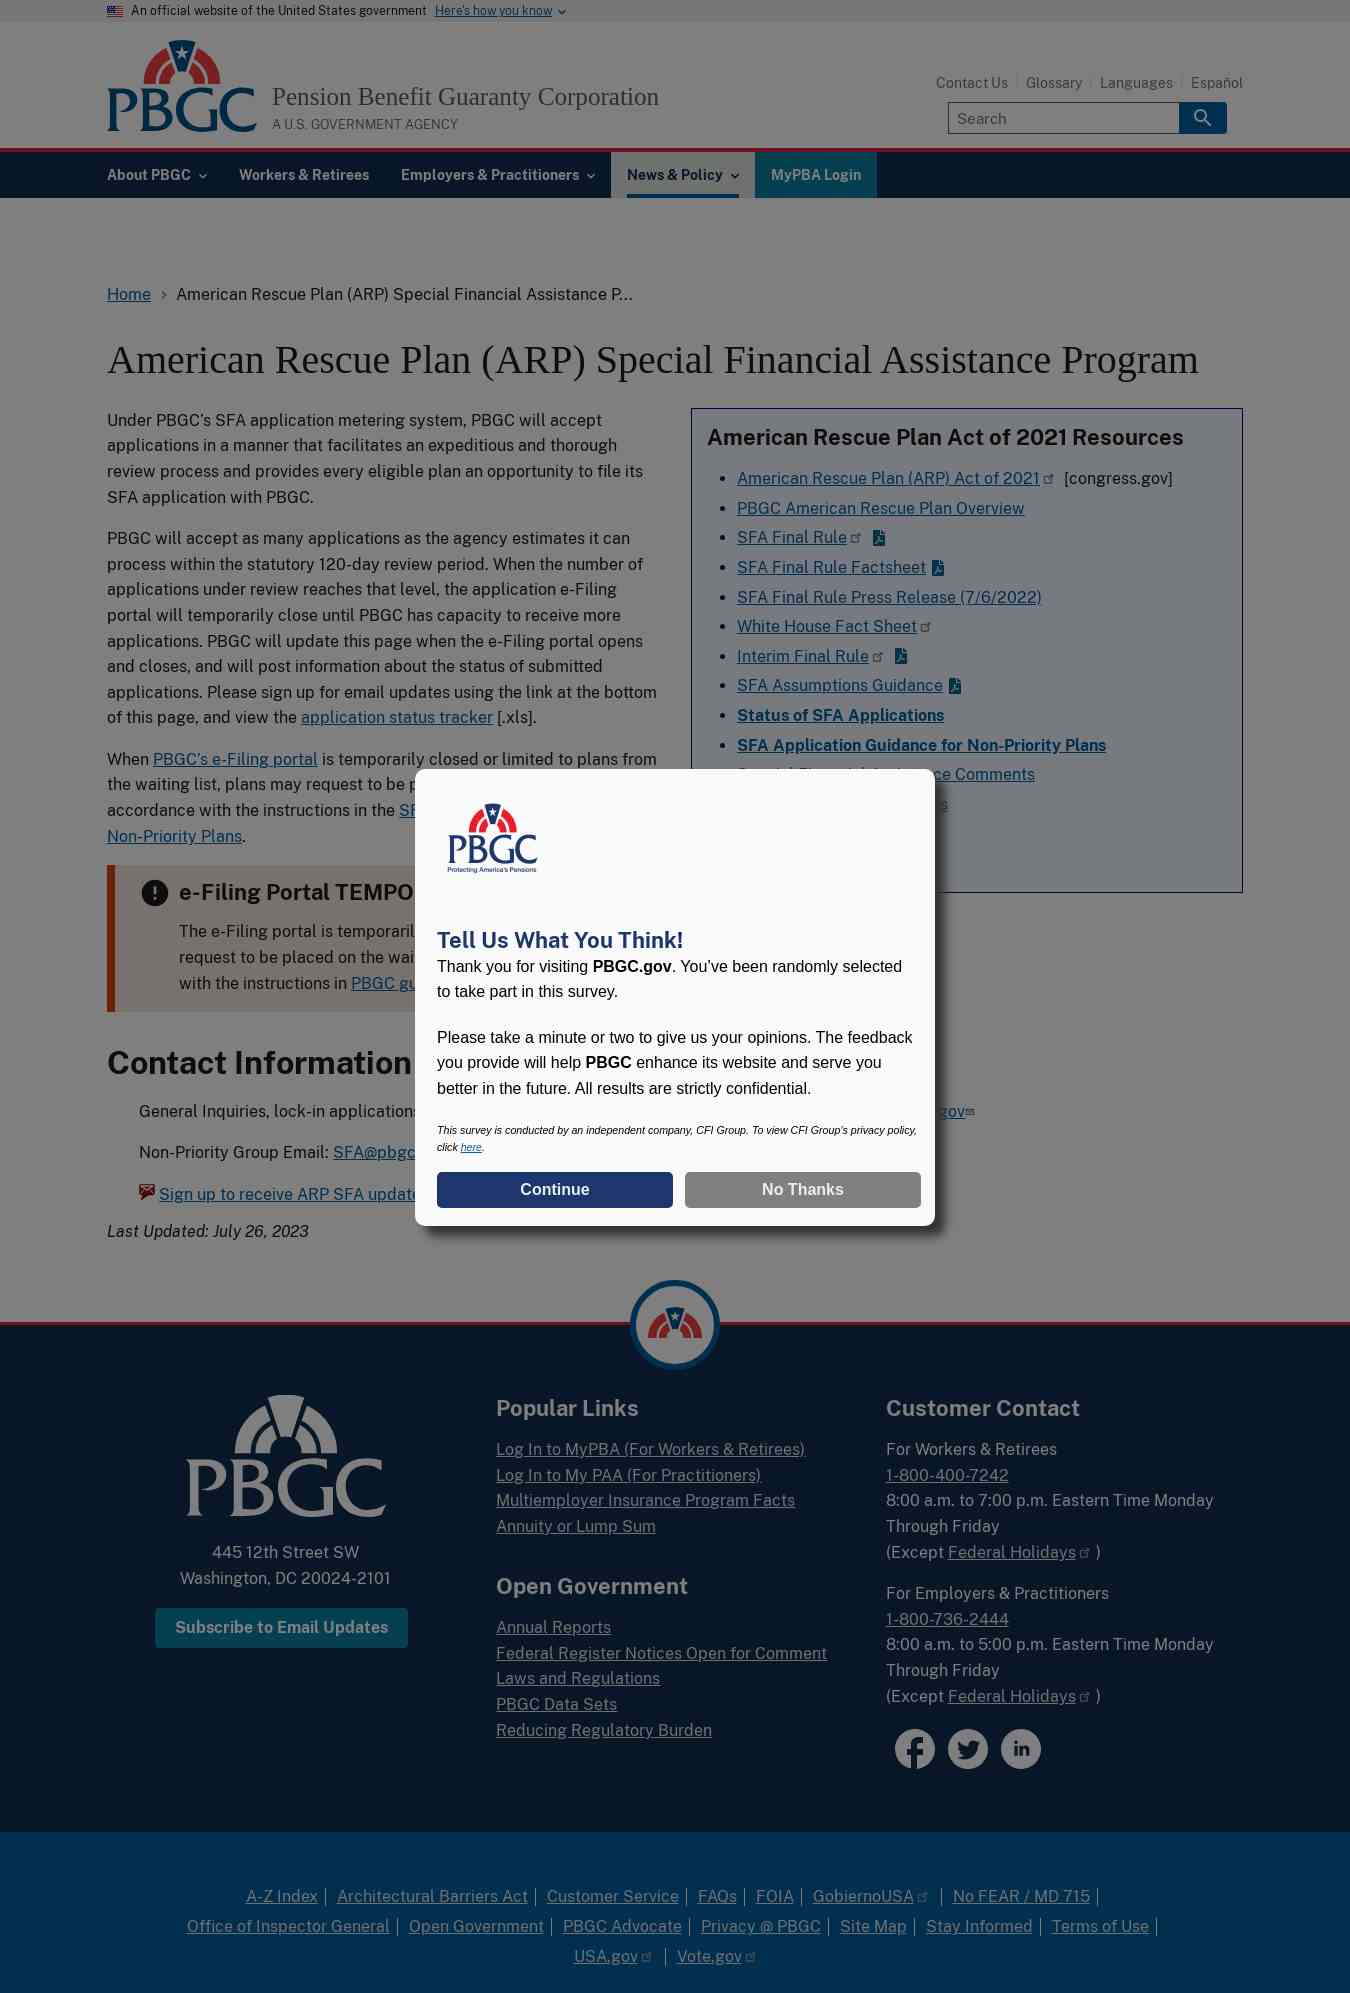 An official website of the United States government Here's how you know
PBGC
Pension Benefit Guaranty Corporation
A U.S. GOVERNMENT AGENCY
Contact Us Glossary Languages Español
Search
About PBGC Workers & Retirees Employers & Practitioners News & Policy MyPBA Login
Home American Rescue Plan (ARP) Special Financial Assistance P...
American Rescue Plan (ARP) Special Financial Assistance Program
Under PBGC's SFA application metering system, PBGC will accept
applications in a manner that facilitates an expeditious and thorough
review process and provides every eligible plan an opportunity to file its
SFA application with PBGC.
PBGC will accept as many applications as the agency estimates it can
process within the statutory 120-day review period. When the number of
applications under review reaches that level, the application e-Filing
portal will temporarily close until PBGC has capacity to receive more
applications. PBGC will update this page when the e-Filing portal opens
and closes, and will post information about the status of submitted
applications. Please sign up for email updates using the link at the bottom
of this page, and view the application status tracker [.xls].
When PBGC's e-Filing portal is temporarily closed or limited to plans from
the waiting list, plans may request to be
accordance with the instructions in the
Non-Priority Plans.
e-Filing Portal
The e-Filing portal is
request to be placed on the
with the instructions in PBGC
American Rescue Plan Act of 2021 Resources
American Rescue Plan (ARP) Act of 2021 [congress.gov]
PBGC American Rescue Plan Overview
SFA Final Rule
SFA Final Rule Factsheet
SFA Final Rule Press Release (7/6/2022)
White House Fact Sheet
Interim Final Rule
SFA Assumptions Guidance
Status of SFA Applications
SFA Application Guidance for Non-Priority Plans
Comments
Contact Information
General Inquiries, lock-in
Non-Priority Group Email: SFA@pbgc
Sign up to receive ARP SFA
Last Updated: July 26, 2023
PBGC
Protecting America's Pensions
Tell Us What You Think!
Thank you for visiting PBGC.gov. You've been randomly selected
to take part in this survey.
Please take a minute or two to give us your opinions. The feedback
you provide will help PBGC enhance its website and serve you
better in the future. All results are strictly confidential.
This survey is conducted by an independent company, CFI Group. To view CFI Group's privacy policy,
click here.
Continue No Thanks
PBGC
445 12th Street SW
Washington, DC 20024-2101
Subscribe to Email Updates
Popular Links
Log In to MyPBA (For Workers & Retirees)
Log In to My PAA (For Practitioners)
Multiemployer Insurance Program Facts
Annuity or Lump Sum
Open Government
Annual Reports
Federal Register Notices Open for Comment
Laws and Regulations
PBGC Data Sets
Reducing Regulatory Burden
Customer Contact
For Workers & Retirees
1-800-400-7242
8:00 a.m. to 7:00 p.m. Eastern Time Monday
Through Friday
(Except Federal Holidays )
For Employers & Practitioners
1-800-736-2444
8:00 a.m. to 5:00 p.m. Eastern Time Monday
Through Friday
(Except Federal Holidays )
A-Z Index Architectural Barriers Act Customer Service FAQs FOIA GobiernoUSA No FEAR / MD 715
Office of Inspector General Open Government PBGC Advocate Privacy @ PBGC Site Map Stay Informed Terms of Use
USA.gov Vote.gov